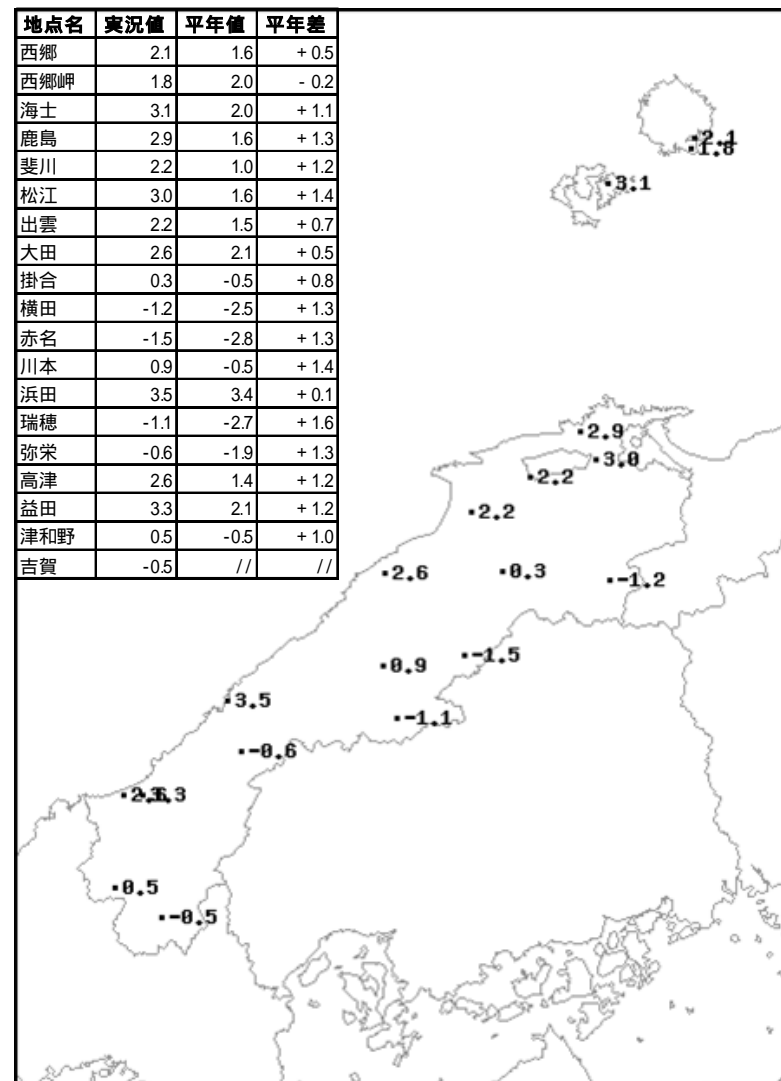 地点名 実況値 平年値 平年差
西郷 2.1 1.6 + 0.5
西郷岬 1.8 2.0 - 0.2
海士 3.1 2.0 + 1.1
鹿島 2.9 1.6 + 1.3
斐川 2.2 1.0 + 1.2
松江 3.0 1.6 + 1.4
出雲 2.2 1.5 + 0.7
大田 2.6 2.1 + 0.5
掛合 0.3 -0.5 + 0.8
横田 -1.2 -2.5 + 1.3
赤名 -1.5 -2.8 + 1.3
川本 0.9 -0.5 + 1.4
浜田 3.5 3.4 + 0.1
瑞穂 -1.1 -2.7 + 1.6
弥栄 -0.6 -1.9 + 1.3
高津 2.6 1.4 + 1.2
益田 3.3 2.1 + 1.2
津和野 0.5 -0.5 + 1.0
吉賀 -0.5 // //
2.1
1.8
3.1
2.9
3.0
2.2
2.2
2.6
0.3
-1.2
-1.5
0.9
3.5
-1.1
-0.6
2.6 3.3
0.5
-0.5